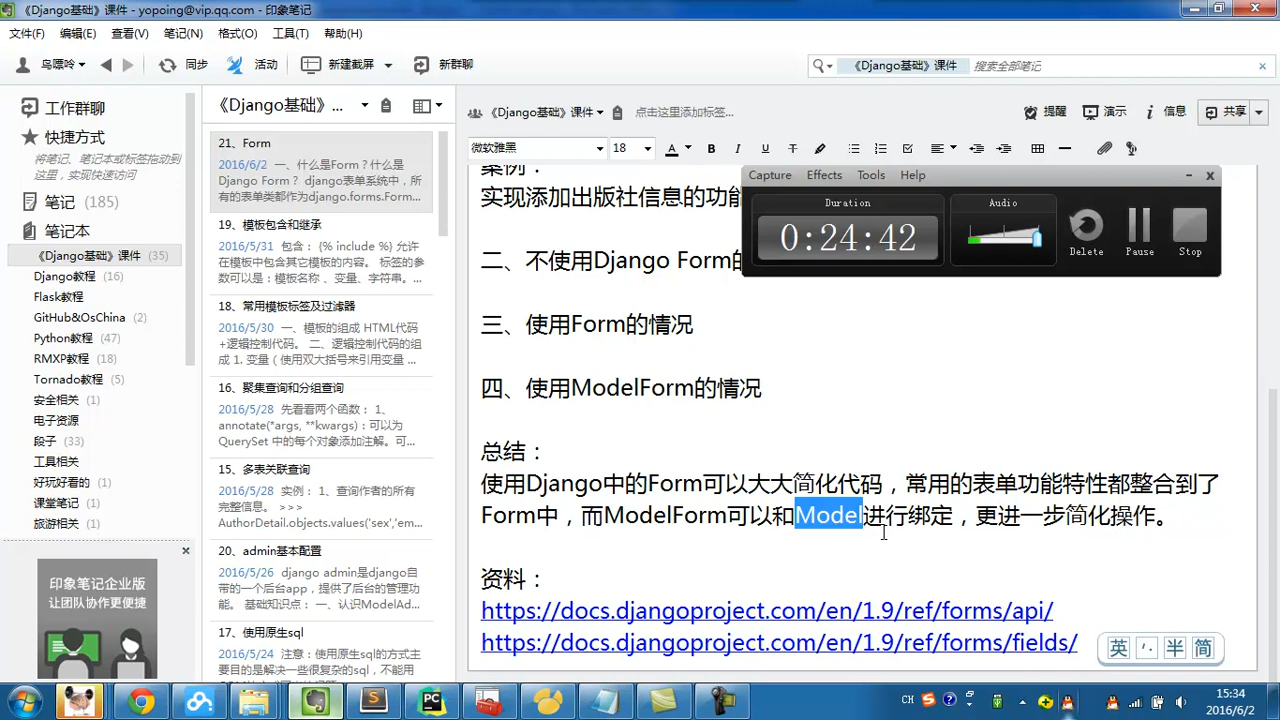 《Django基础》课件 - yopoing@vip.qq.com - 印象笔记
文件(F) 编辑(E) 查看(V) 笔记(N) 格式(O) 工具(T) 帮助(H)
鸟嘌呤 同步 活动 新建截屏 新群聊
《Django基础》课件 搜索全部笔记
工作群聊
快捷方式
将笔记、笔记本或标签拖动到
这里，实现快速访问
笔记 (185)
笔记本
《Django基础》课件 (35)
Django教程 (16)
Flask教程
GitHub&OsChina (2)
Python教程 (47)
RMXP教程 (18)
Tornado教程 (5)
安全相关 (1)
电子资源
段子 (33)
工具相关
好玩好看的 (1)
课堂笔记 (1)
旅游相关 (1)
印象笔记企业版
让团队协作更便捷
《Django基础》...
21、Form
2016/6/2 一、什么是Form？什么是
Django Form？ django表单系统中，所
有的表单类都作为django.forms.Form...
19、模板包含和继承
2016/5/31 包含： {% include %} 允许
在模板中包含其它模板的内容。 标签的参
数可以是：模板名称 、变量、字符串。...
18、常用模板标签及过滤器
2016/5/30 一、模板的组成 HTML代码
+逻辑控制代码。 二、逻辑控制代码的组
成 1. 变量（使用双大括号来引用变量 ...
16、聚集查询和分组查询
2016/5/28 先看看两个函数： 1、
annotate(*args, **kwargs)：可以为
QuerySet 中的每个对象添加注解。可...
15、多表关联查询
2016/5/28 实例： 1、查询作者的所有
完整信息。 >>>
AuthorDetail.objects.values('sex','em...
20、admin基本配置
2016/5/26 django admin是django自
带的一个后台app，提供了后台的管理功
能。 基础知识点： 一、认识ModelAd...
17、使用原生sql
2016/5/24 注意：使用原生sql的方式主
要目的是解决一些很复杂的sql，不能用
《Django基础》课件 点击这里添加标签... 提醒 演示 信息 共享
微软雅黑 18
案例：
实现添加出版社信息的功能
二、不使用Django Form的
三、使用Form的情况
四、使用ModelForm的情况
总结：
使用Django中的Form可以大大简化代码，常用的表单功能特性都整合到了
Form中，而ModelForm可以和Model进行绑定，更进一步简化操作。
资料：
https://docs.djangoproject.com/en/1.9/ref/forms/api/
https://docs.djangoproject.com/en/1.9/ref/forms/fields/
Capture Effects Tools Help
Duration
0:24:42
Audio
Delete Pause Stop
英 半 简
CH
15:34
2016/6/2